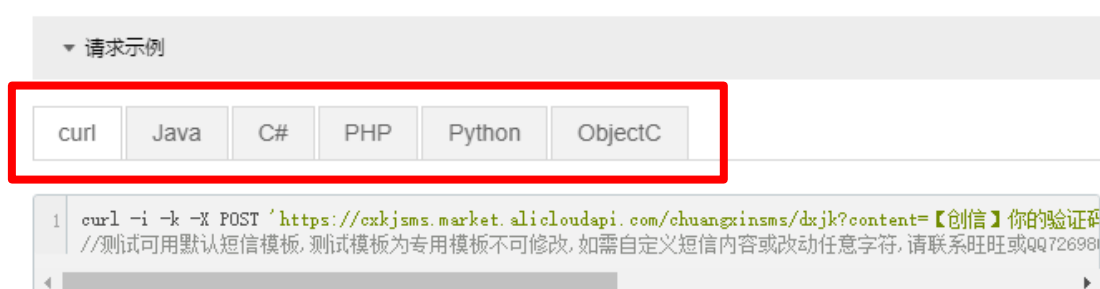 请求示例
curl Java C# PHP Python ObjectC
1 curl -i -k -X POST 'https://cxkjsms.market.alicloudapi.com/chuangxinsms/dxjk?content=【创信】你的验证码
//测试可用默认短信模板,测试模板为专用模板不可修改,如需自定义短信内容或改动任意字符,请联系旺旺或QQ72698